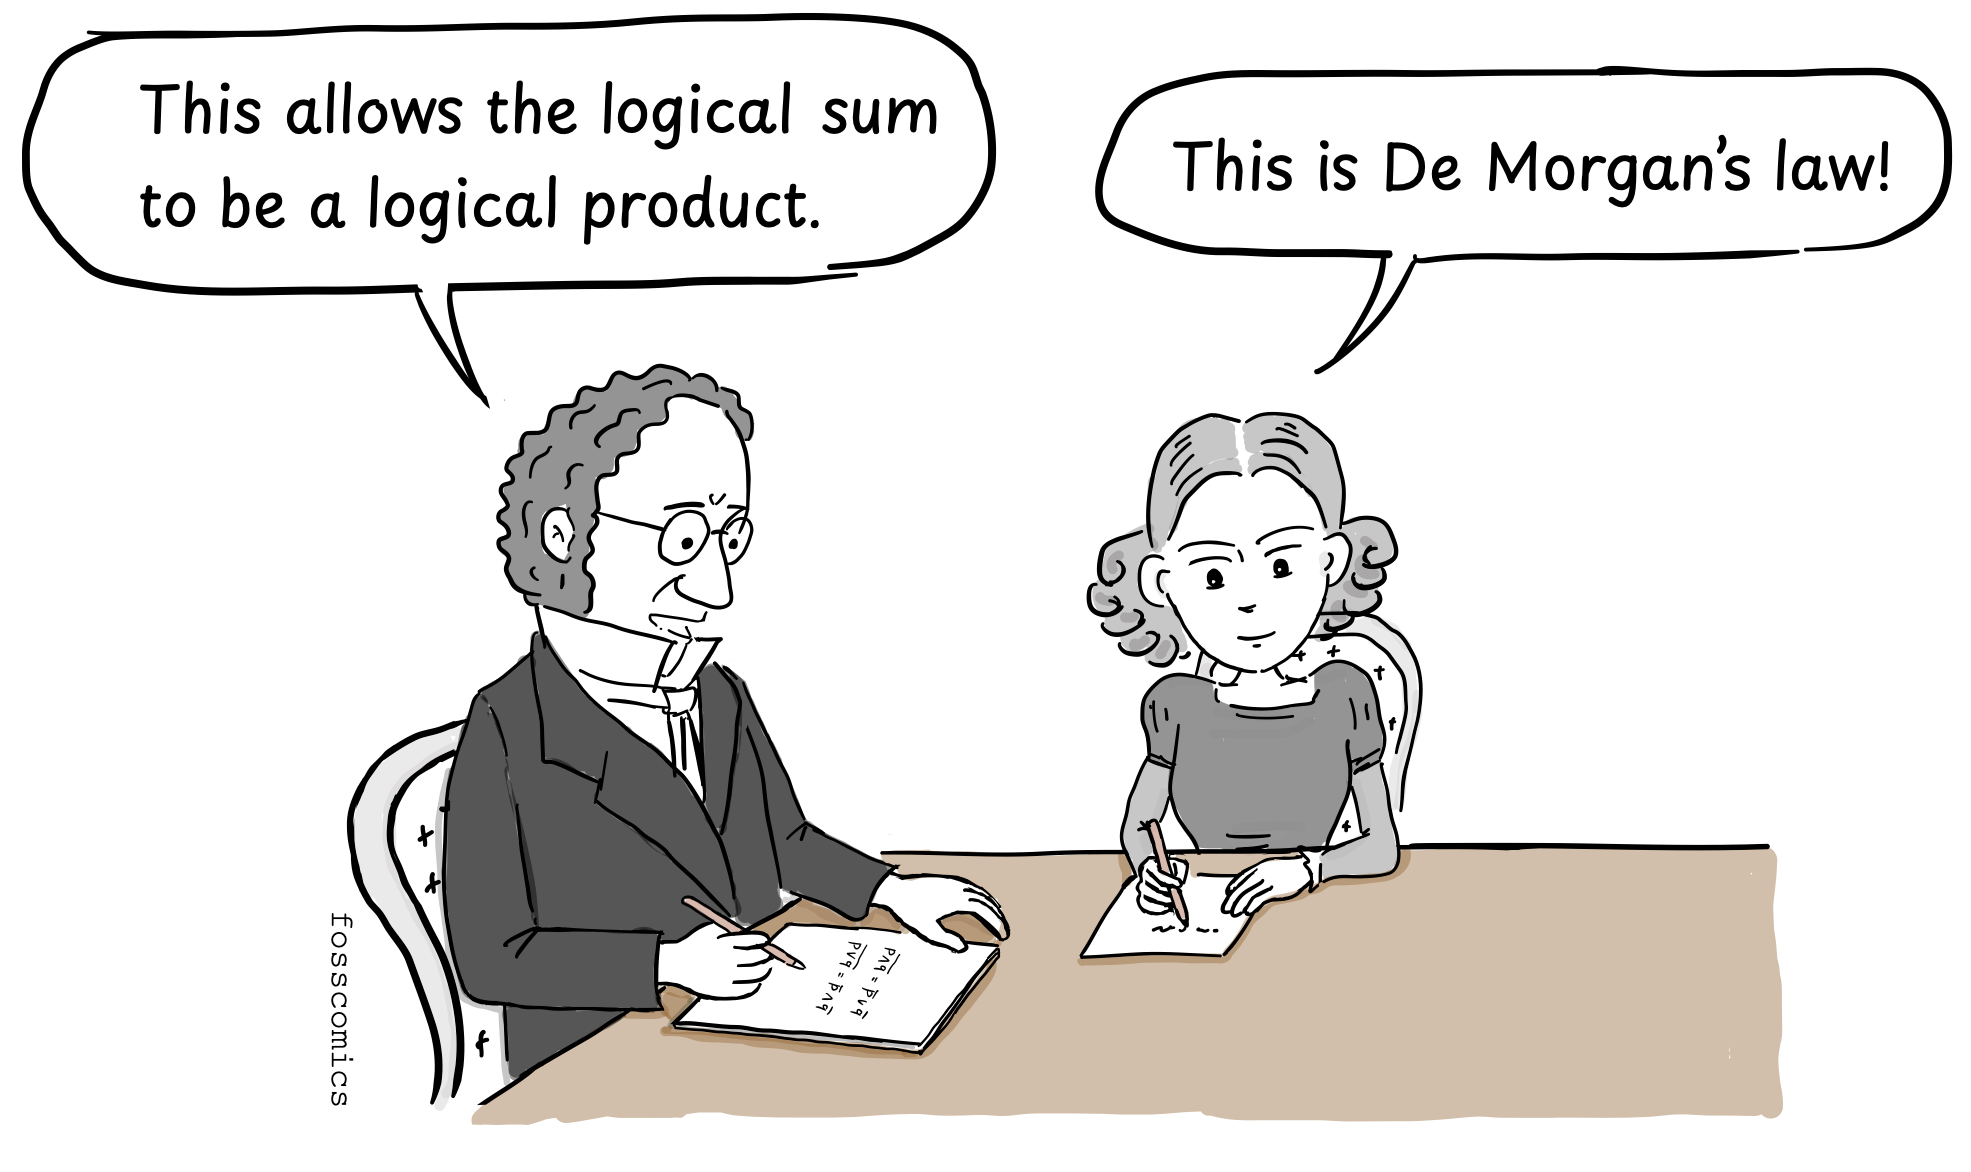 This allows the logical sum
to be a logical product.
This is De Morgan's law!
fosscomics